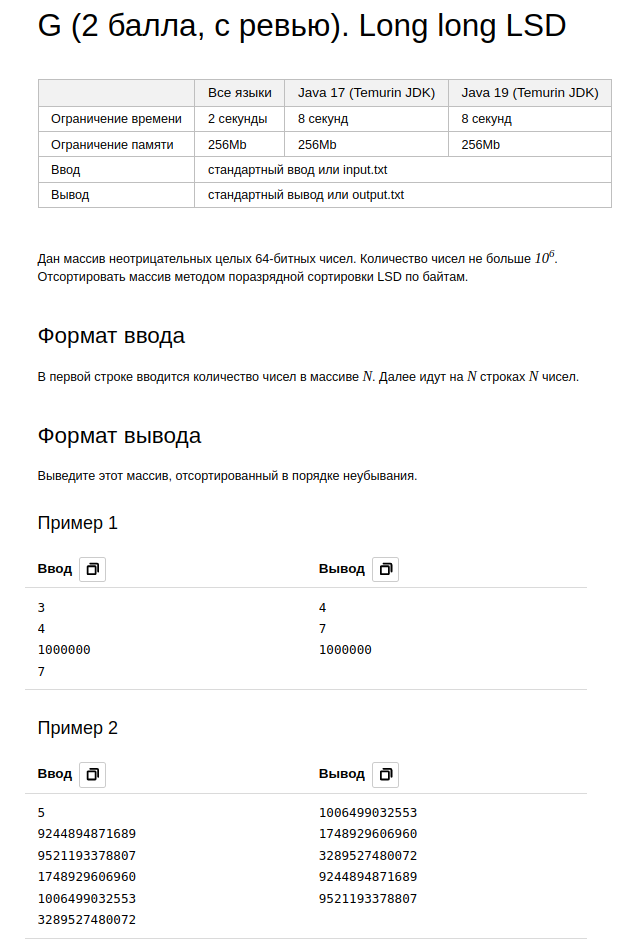 G (2 балла, с ревью). Long long LSD
Все языки Java 17 (Temurin JDK) Java 19 (Temurin JDK)
Ограничение времени 2 секунды 8 секунд 8 секунд
Ограничение памяти 256Mb 256Mb 256Mb
Ввод стандартный ввод или input.txt
Вывод стандартный вывод или output.txt
Дан массив неотрицательных целых 64-битных чисел. Количество чисел не больше 10⁶.
Отсортировать массив методом поразрядной сортировки LSD по байтам.
Формат ввода
В первой строке вводится количество чисел в массиве N. Далее идут на N строках N чисел.
Формат вывода
Выведите этот массив, отсортированный в порядке неубывания.
Пример 1
Ввод Вывод
3 4
4 7
1000000 1000000
7
Пример 2
Ввод Вывод
5 1006499032553
9244894871689 1748929606960
9521193378807 3289527480072
1748929606960 9244894871689
1006499032553 9521193378807
3289527480072